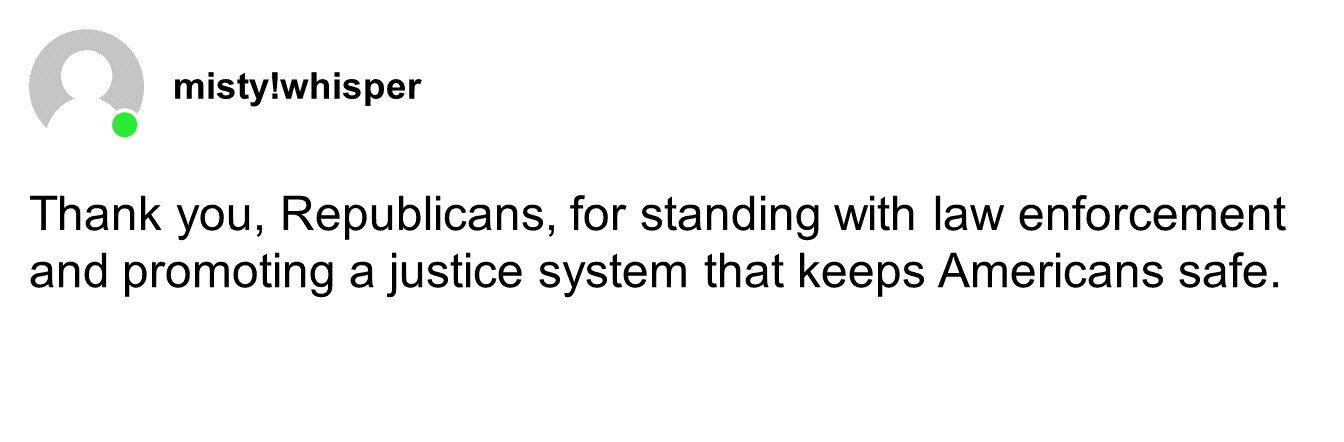 misty!whisper
Thank you, Republicans, for standing with law enforcement
and promoting a justice system that keeps Americans safe.